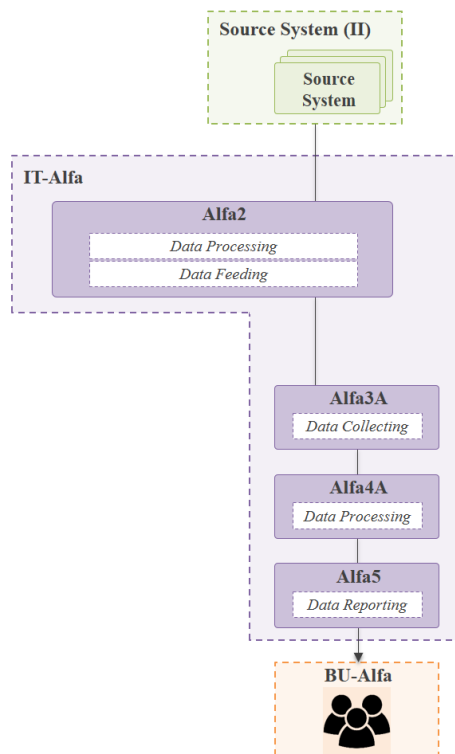 Source System (II)
Source
System
IT-Alfa
Alfa2
Data Processing
Data Feeding
Alfa3A
Data Collecting
Alfa4A
Data Processing
Alfa5
Data Reporting
BU-Alfa